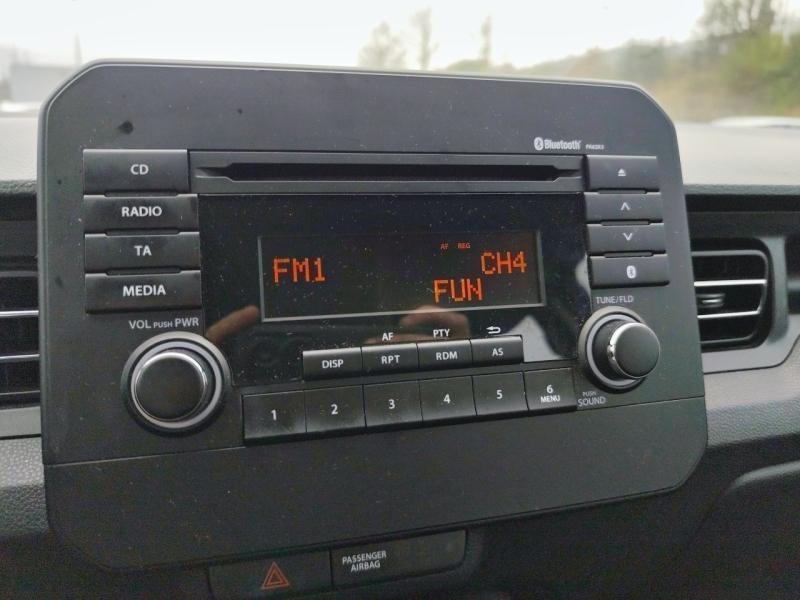 Bluetooth PK42R3
CD
RADIO
TA
MEDIA
AF REG
FM1 CH4
FUN
TUNE/FLD
VOL PUSH PWR
AF PTY
DISP RPT RDM AS
1 2 3 4 5 6
MENU
PUSH
SOUND
PASSENGER
AIRBAG